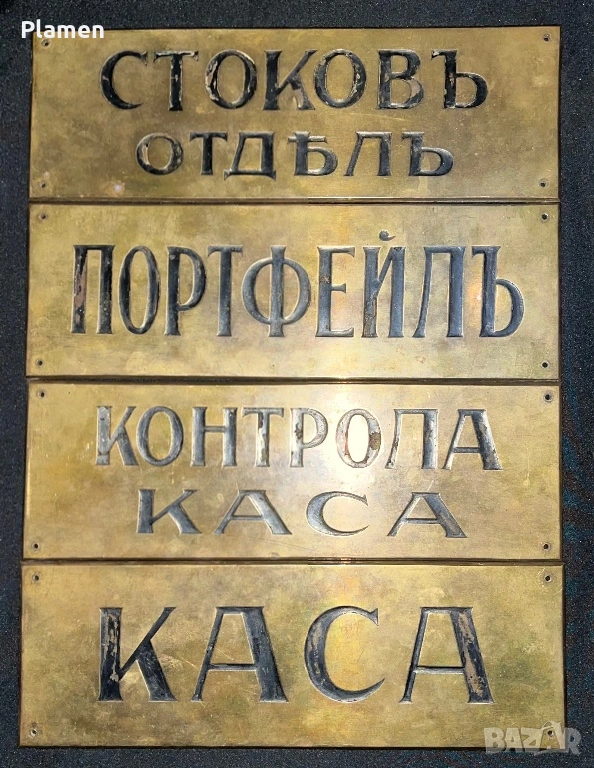 Plamen
СТОКОВЪ
ОТДѢЛЪ
ПОРТФЕЙЛЪ
КОНТРОЛА
КАСА
КАСА
BAZAR